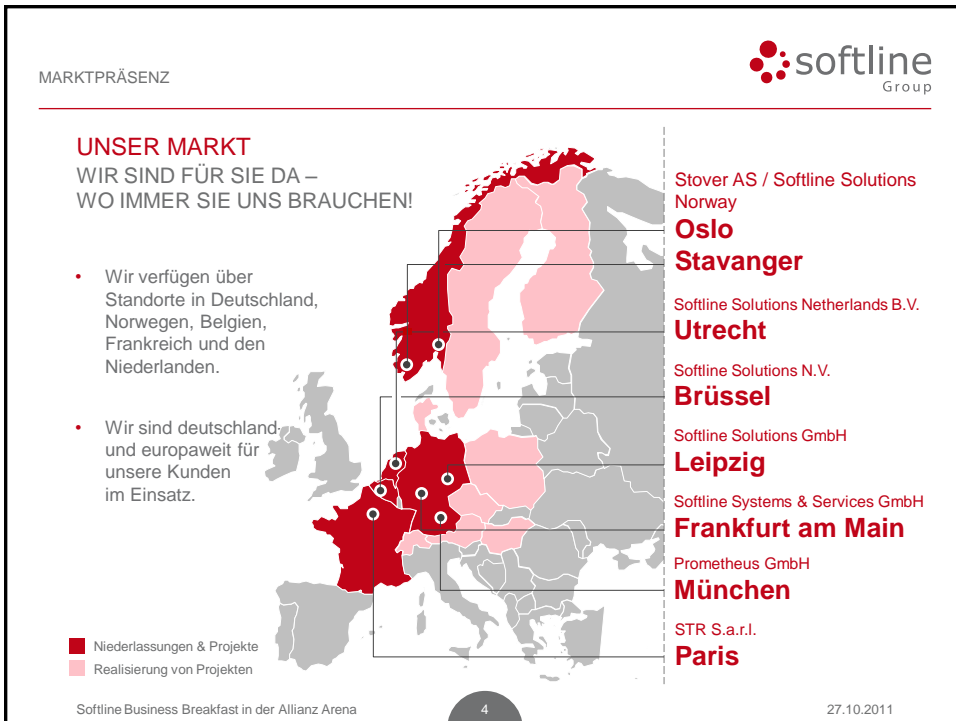 MARKTPRÄSENZ
softline
Group
UNSER MARKT
WIR SIND FÜR SIE DA –
WO IMMER SIE UNS BRAUCHEN!
• Wir verfügen über
Standorte in Deutschland,
Norwegen, Belgien,
Frankreich und den
Niederlanden.
• Wir sind deutschland-
und europaweit für
unsere Kunden
im Einsatz.
Stover AS / Softline Solutions
Norway
Oslo
Stavanger
Softline Solutions Netherlands B.V.
Utrecht
Softline Solutions N.V.
Brüssel
Softline Solutions GmbH
Leipzig
Softline Systems & Services GmbH
Frankfurt am Main
Prometheus GmbH
München
STR S.a.r.l.
Paris
Niederlassungen & Projekte
Realisierung von Projekten
Softline Business Breakfast in der Allianz Arena
4
27.10.2011